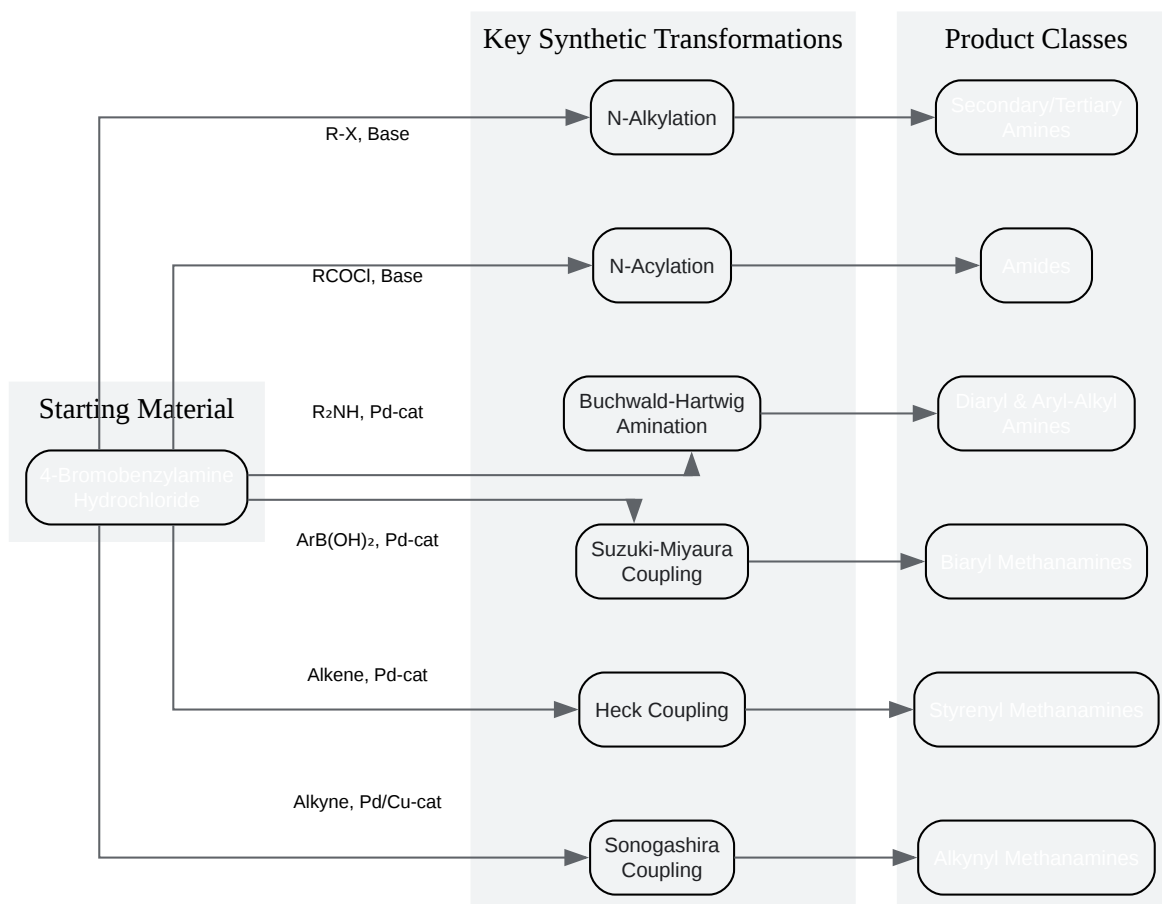 Key Synthetic Transformations
Product Classes
N-Alkylation
Secondary/Tertiary
Amines
R-X, Base
N-Acylation
Amides
RCOCl, Base
Starting Material
R₂NH, Pd-cat
Buchwald-Hartwig
Amination
Diaryl & Aryl-Alkyl
Amines
4-Bromobenzylamine
Hydrochloride
ArB(OH)₂, Pd-cat
Suzuki-Miyaura
Coupling
Biaryl Methanamines
Alkene, Pd-cat
Heck Coupling
Styrenyl Methanamines
Alkyne, Pd/Cu-cat
Sonogashira
Coupling
Alkynyl Methanamines